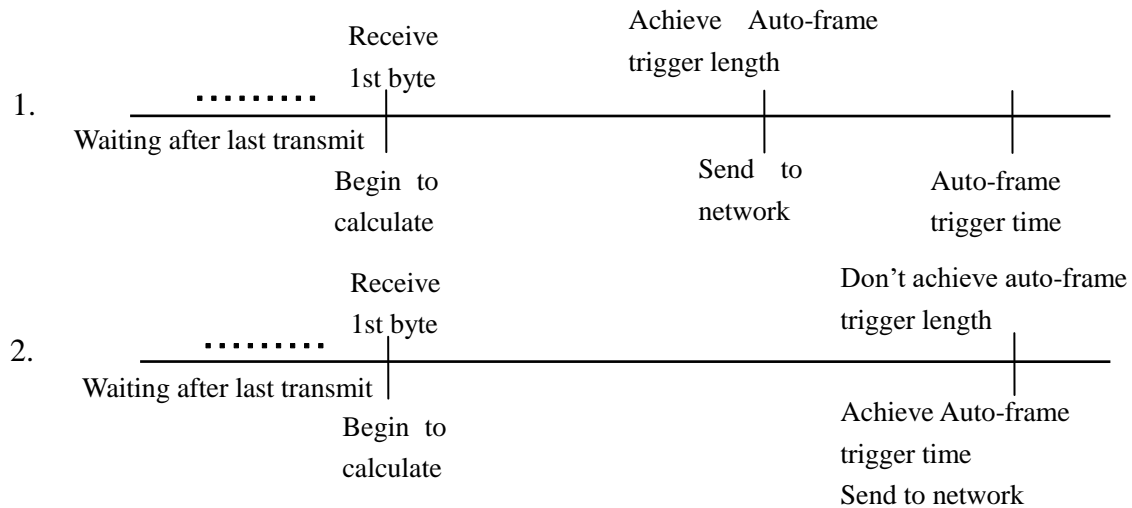 Achieve Auto-frame
trigger length
Receive
1st byte
1.
Waiting after last transmit
Begin to
calculate
Send to
network
Auto-frame
trigger time
Don’t achieve auto-frame
trigger length
Receive
1st byte
2.
Waiting after last transmit
Begin to
calculate
Achieve Auto-frame
trigger time
Send to network